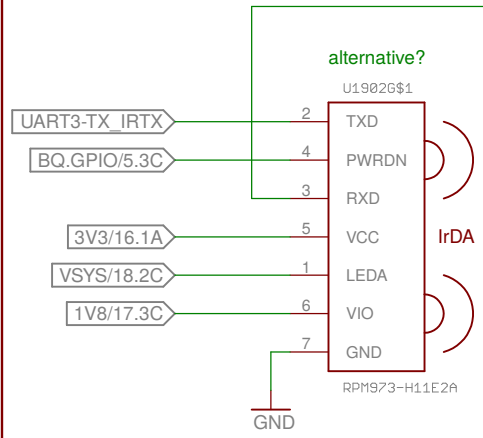 alternative?
U1902G$1
UART3-TX_IRTX 2 TXD
BQ.GPIO/5.3C 4 PWRDN
3 RXD
3V3/16.1A 5 VCC IrDA
VSYS/18.2C 1 LEDA
1V8/17.3C 6 VIO
7 GND
RPM973-H11E2A
GND